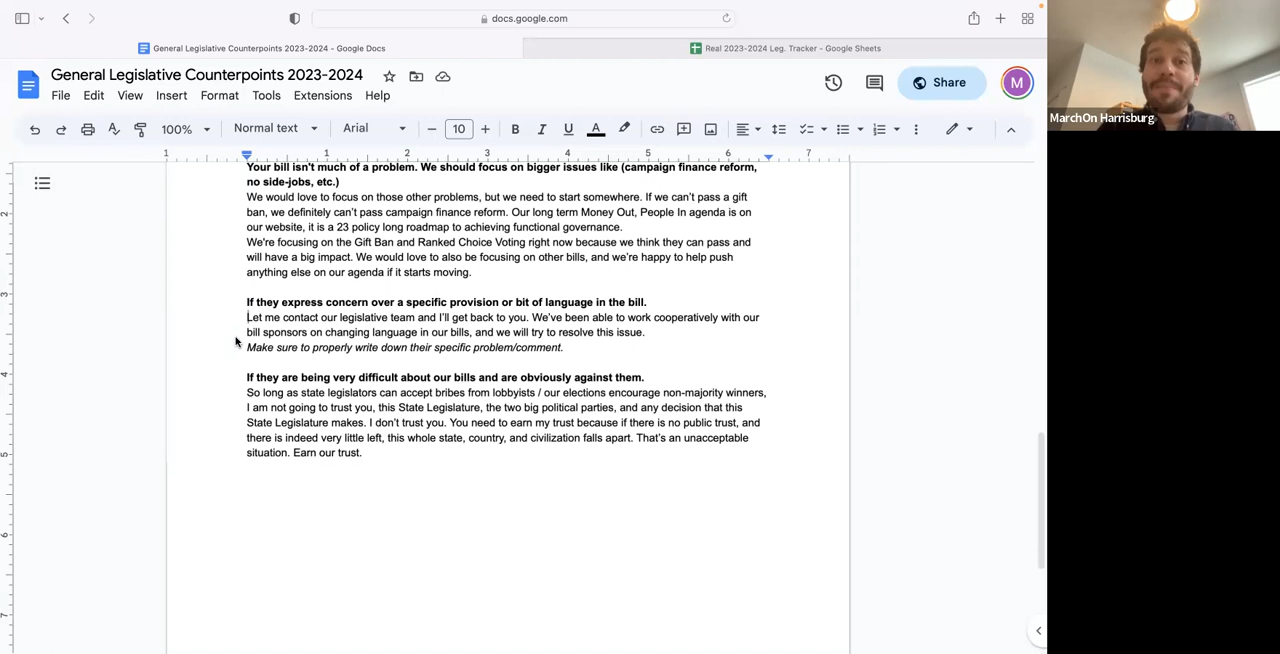 docs.google.com
General Legislative Counterpoints 2023-2024 - Google Docs
Real 2023-2024 Leg. Tracker - Google Sheets
General Legislative Counterpoints 2023-2024
File Edit View Insert Format Tools Extensions Help
Share
M
100% Normal text Arial 10 B I U A
1 1 2 3 4 5 6 7
2
3
4
5
6
7
Your bill isn't much of a problem. We should focus on bigger issues like (campaign finance reform,
no side-jobs, etc.)
We would love to focus on those other problems, but we need to start somewhere. If we can't pass a gift
ban, we definitely can't pass campaign finance reform. Our long term Money Out, People In agenda is on
our website, it is a 23 policy long roadmap to achieving functional governance.
We're focusing on the Gift Ban and Ranked Choice Voting right now because we think they can pass and
will have a big impact. We would love to also be focusing on other bills, and we're happy to help push
anything else on our agenda if it starts moving.
If they express concern over a specific provision or bit of language in the bill.
Let me contact our legislative team and I'll get back to you. We've been able to work cooperatively with our
bill sponsors on changing language in our bills, and we will try to resolve this issue.
Make sure to properly write down their specific problem/comment.
If they are being very difficult about our bills and are obviously against them.
So long as state legislators can accept bribes from lobbyists / our elections encourage non-majority winners,
I am not going to trust you, this State Legislature, the two big political parties, and any decision that this
State Legislature makes. I don't trust you. You need to earn my trust because if there is no public trust, and
there is indeed very little left, this whole state, country, and civilization falls apart. That's an unacceptable
situation. Earn our trust.
MarchOn Harrisburg